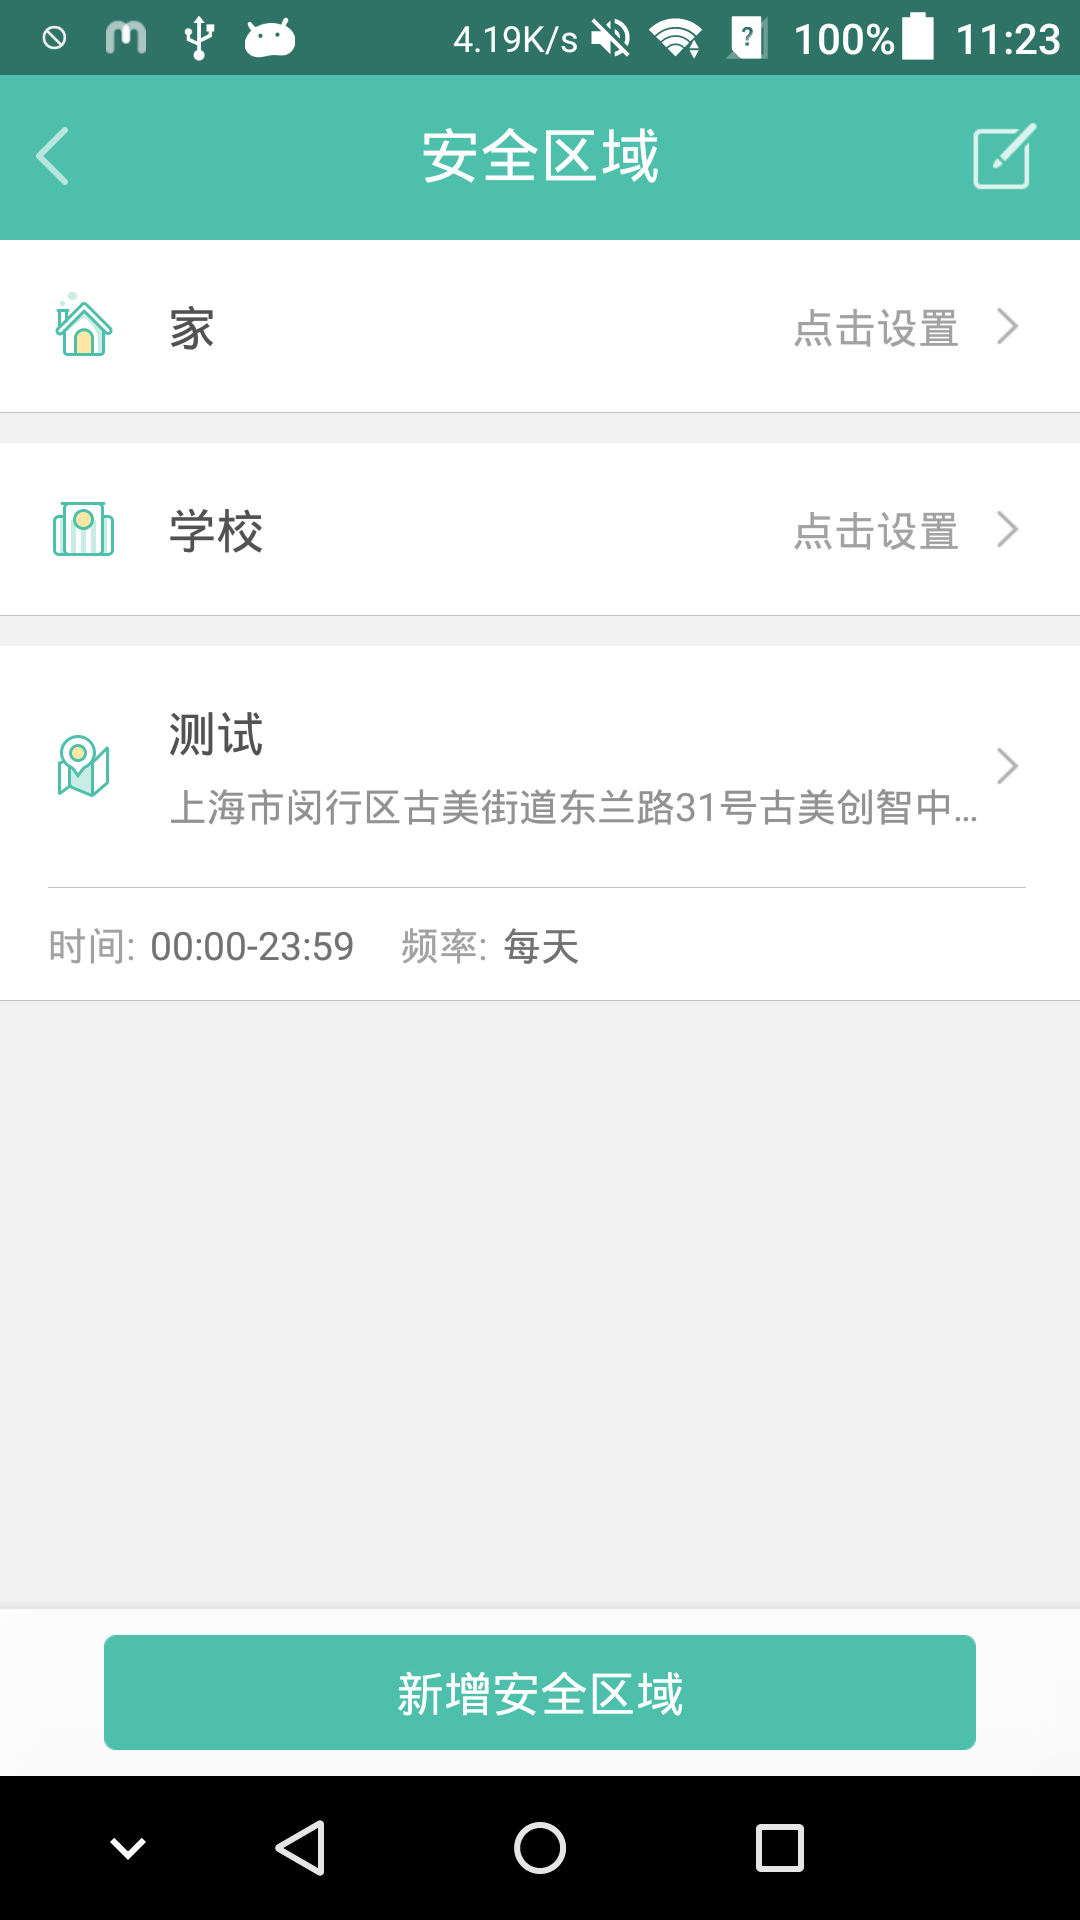 4.19K/s 100% 11:23
安全区域
家 点击设置
学校 点击设置
测试
上海市闵行区古美街道东兰路31号古美创智中...
时间: 00:00-23:59 频率: 每天
新增安全区域